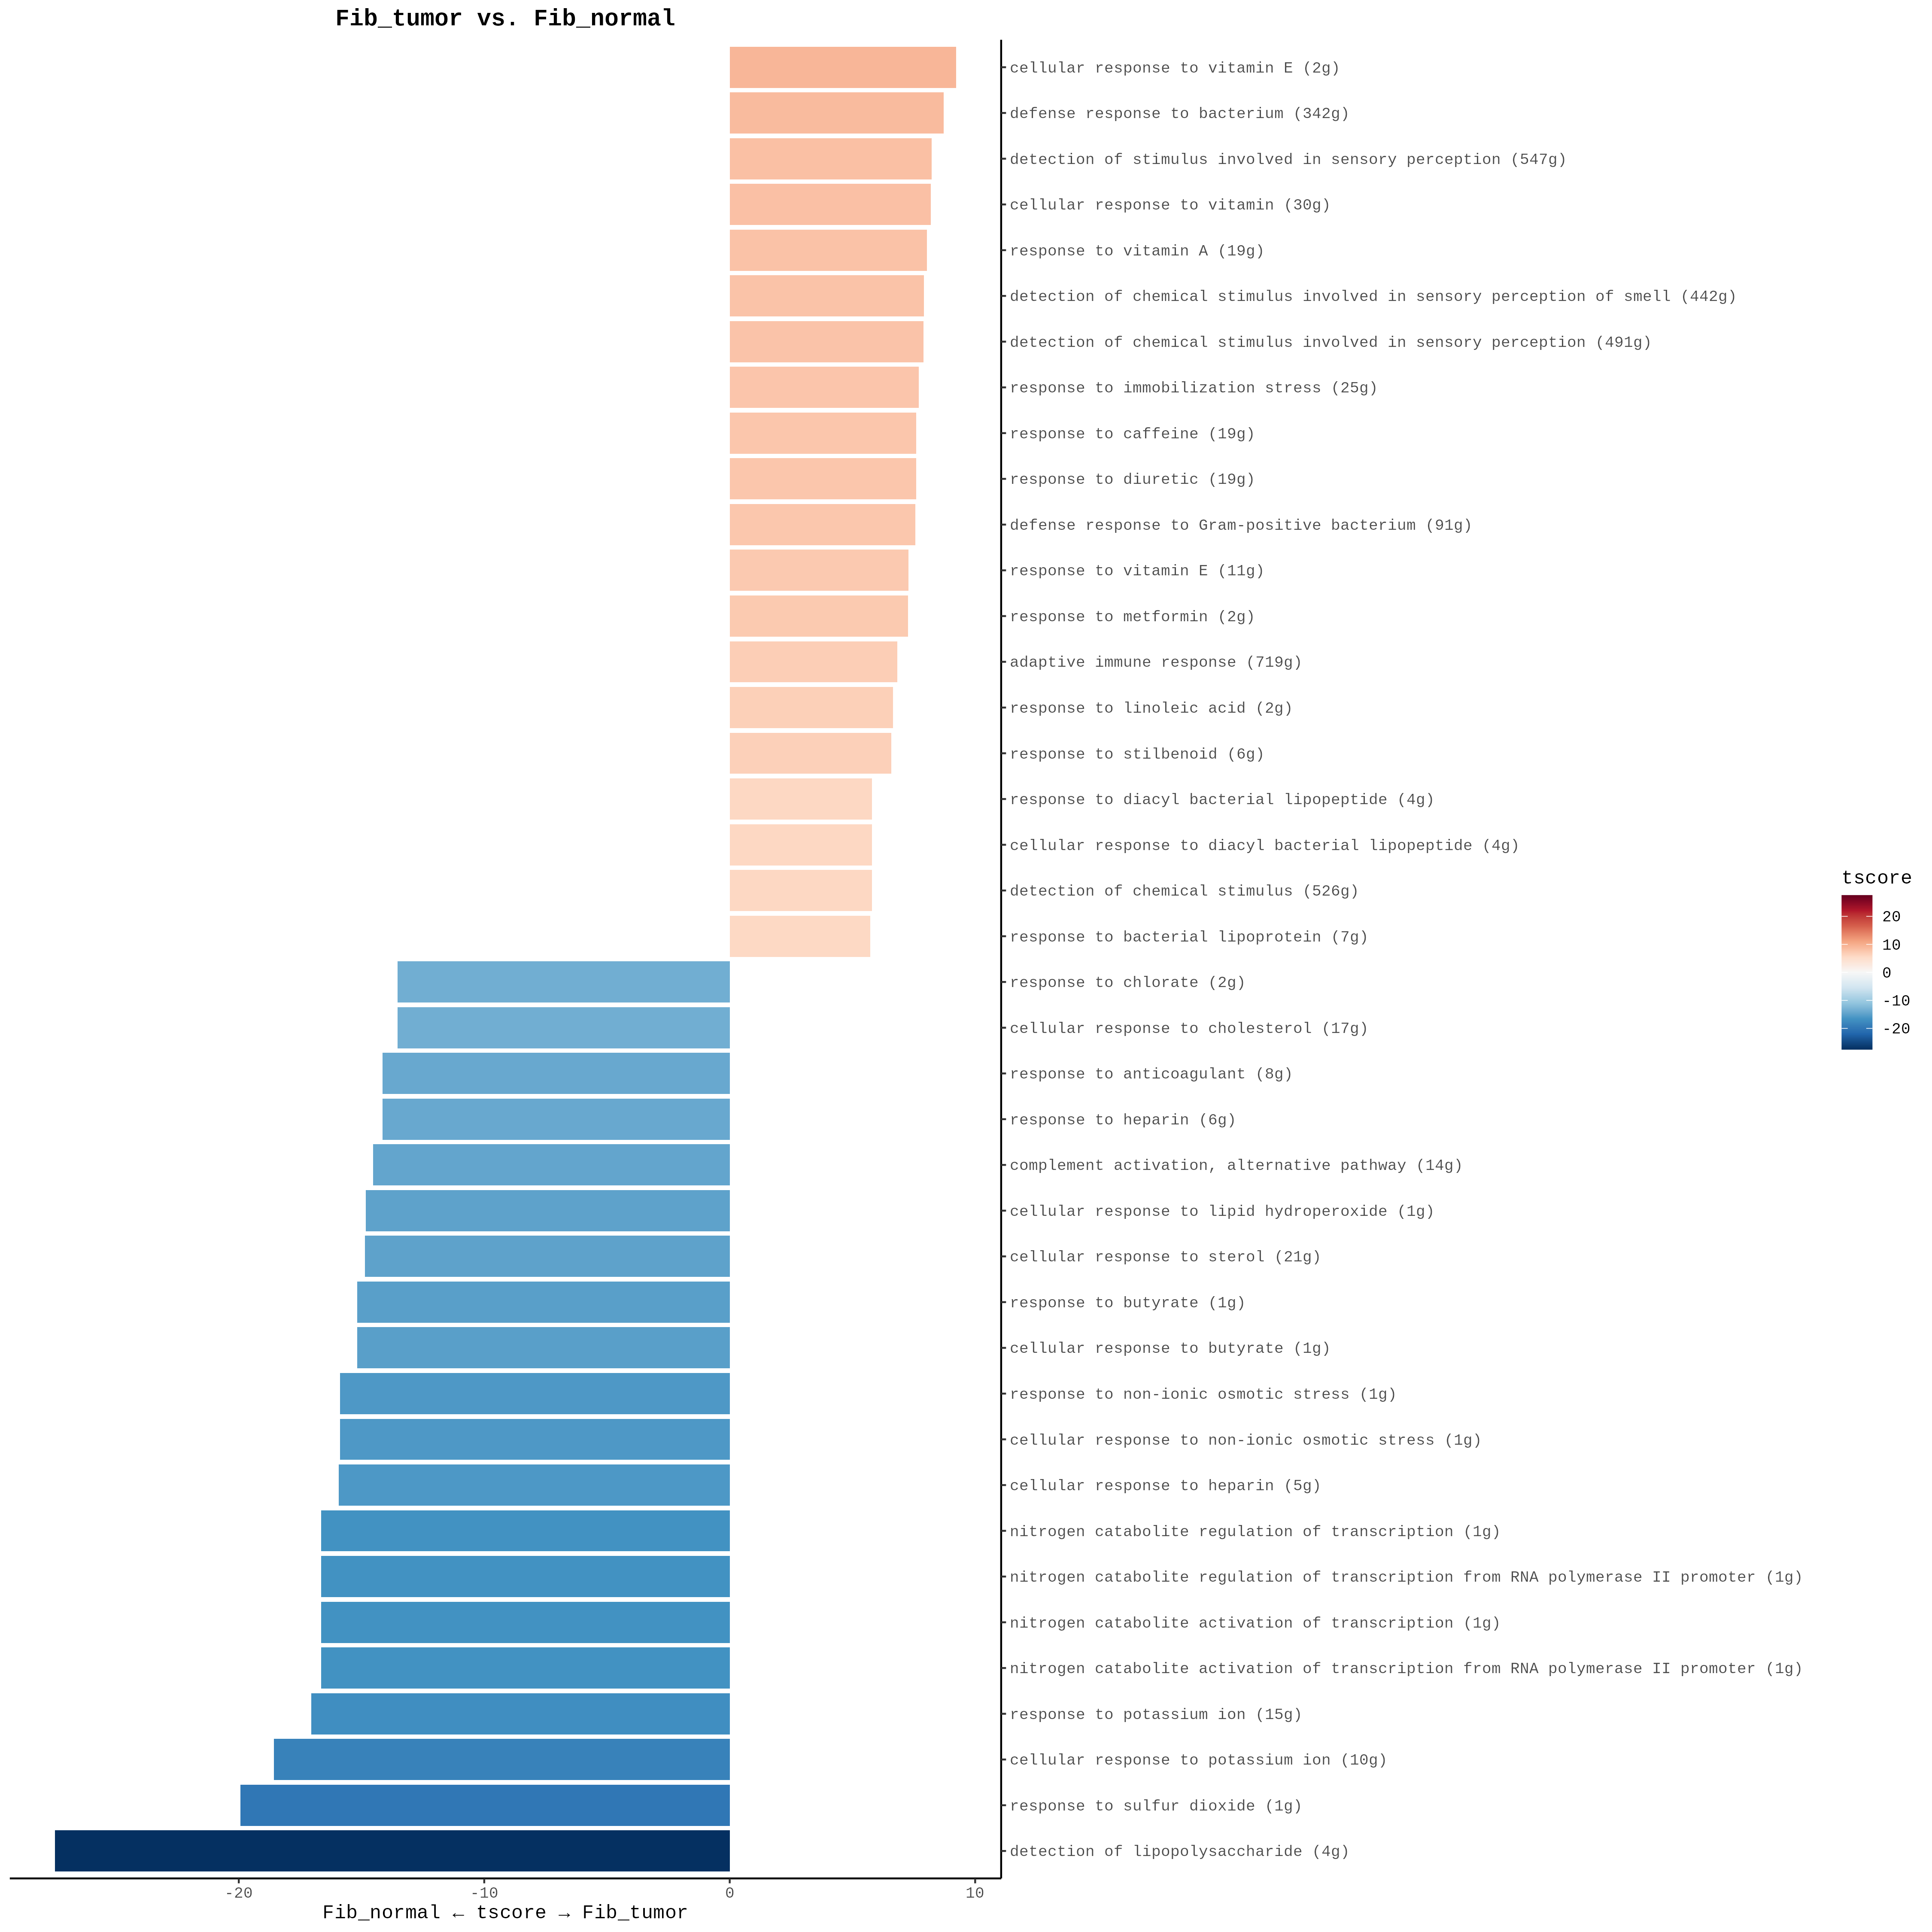 Fib_tumor vs. Fib_normal
cellular response to vitamin E (2g)
defense response to bacterium (342g)
detection of stimulus involved in sensory perception (547g)
cellular response to vitamin (30g)
response to vitamin A (19g)
detection of chemical stimulus involved in sensory perception of smell (442g)
detection of chemical stimulus involved in sensory perception (491g)
response to immobilization stress (25g)
response to caffeine (19g)
response to diuretic (19g)
defense response to Gram-positive bacterium (91g)
response to vitamin E (11g)
response to metformin (2g)
adaptive immune response (719g)
response to linoleic acid (2g)
response to stilbenoid (6g)
response to diacyl bacterial lipopeptide (4g)
cellular response to diacyl bacterial lipopeptide (4g)
detection of chemical stimulus (526g)
response to bacterial lipoprotein (7g)
response to chlorate (2g)
cellular response to cholesterol (17g)
response to anticoagulant (8g)
response to heparin (6g)
complement activation, alternative pathway (14g)
cellular response to lipid hydroperoxide (1g)
cellular response to sterol (21g)
response to butyrate (1g)
cellular response to butyrate (1g)
response to non-ionic osmotic stress (1g)
cellular response to non-ionic osmotic stress (1g)
cellular response to heparin (5g)
nitrogen catabolite regulation of transcription (1g)
nitrogen catabolite regulation of transcription from RNA polymerase II promoter (1g)
nitrogen catabolite activation of transcription (1g)
nitrogen catabolite activation of transcription from RNA polymerase II promoter (1g)
response to potassium ion (15g)
cellular response to potassium ion (10g)
response to sulfur dioxide (1g)
detection of lipopolysaccharide (4g)
-20 -10 0 10
Fib_normal ← tscore → Fib_tumor
tscore
20
10
0
-10
-20